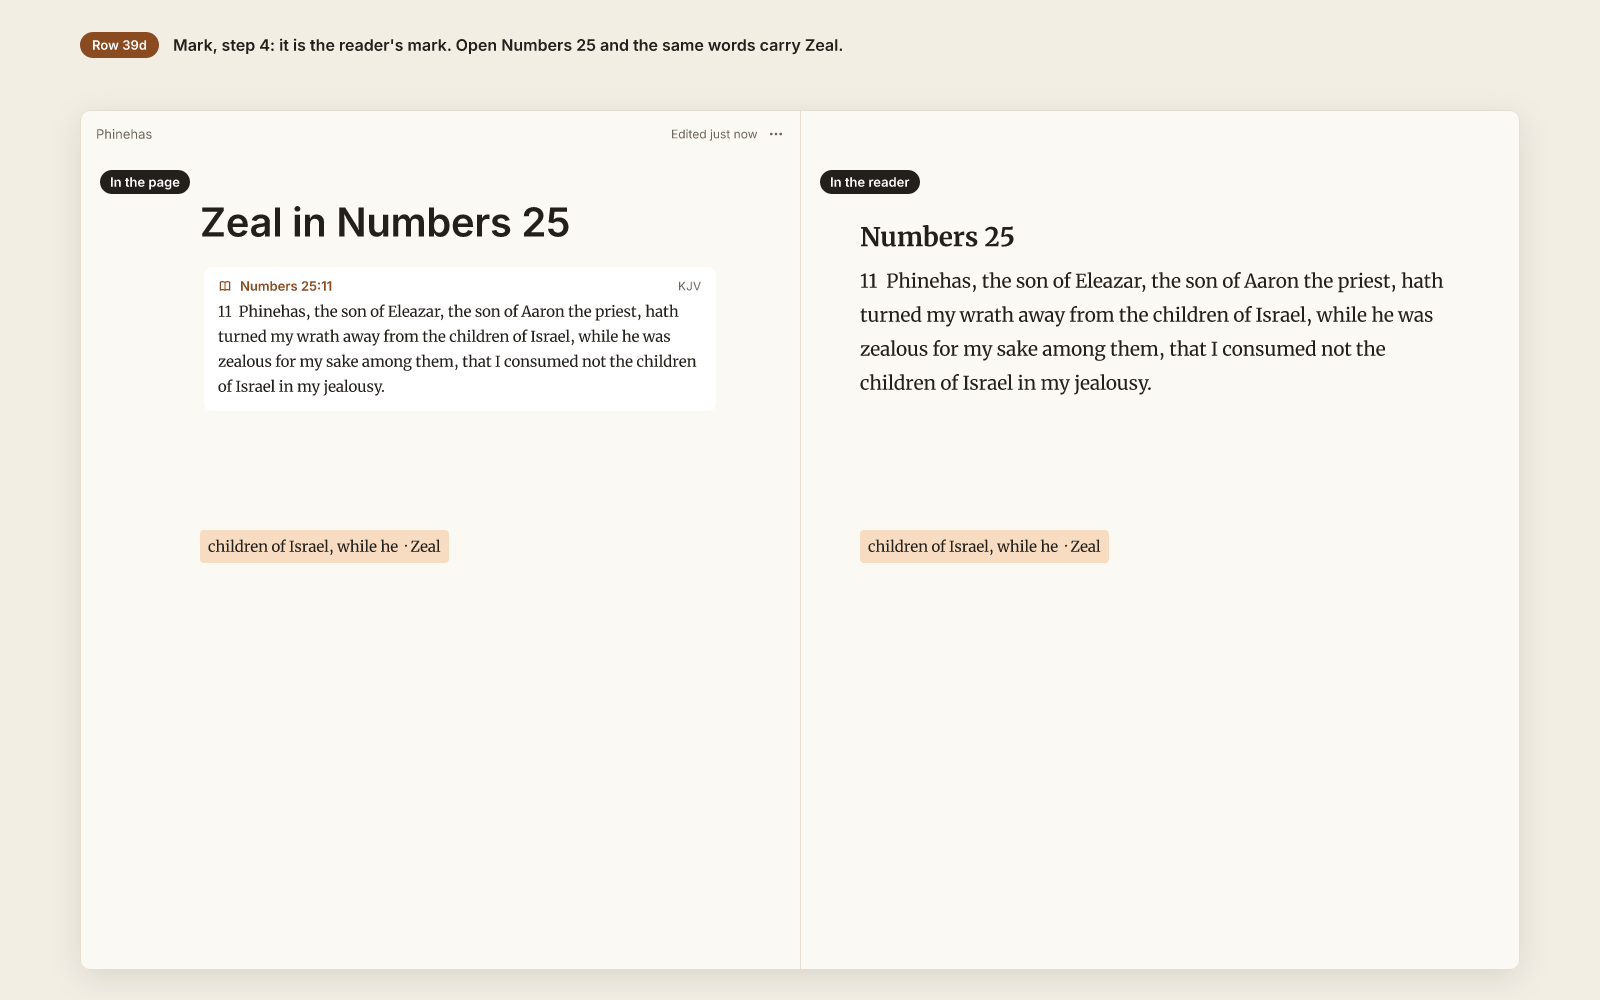 Row 39d
Mark, step 4: it is the reader's mark. Open Numbers 25 and the same words carry Zeal.
Phinehas
Edited just now
In the page
Zeal in Numbers 25
Numbers 25:11
KJV
11 Phinehas, the son of Eleazar, the son of Aaron the priest, hath
turned my wrath away from the children of Israel, while he was
zealous for my sake among them, that I consumed not the children
of Israel in my jealousy.
children of Israel, while he · Zeal
In the reader
Numbers 25
11 Phinehas, the son of Eleazar, the son of Aaron the priest, hath
turned my wrath away from the children of Israel, while he was
zealous for my sake among them, that I consumed not the
children of Israel in my jealousy.
children of Israel, while he · Zeal